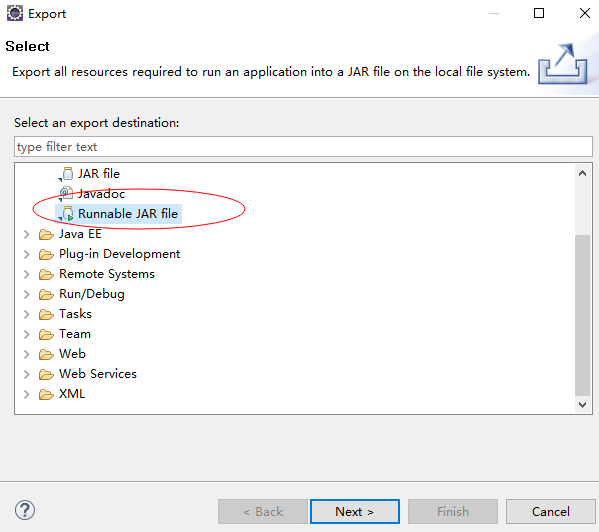 Export
Select
Export all resources required to run an application into a JAR file on the local file system.
Select an export destination:
type filter text
JAR file
Javadoc
Runnable JAR file
Java EE
Plug-in Development
Remote Systems
Run/Debug
Tasks
Team
Web
Web Services
XML
?
< Back
Next >
Finish
Cancel